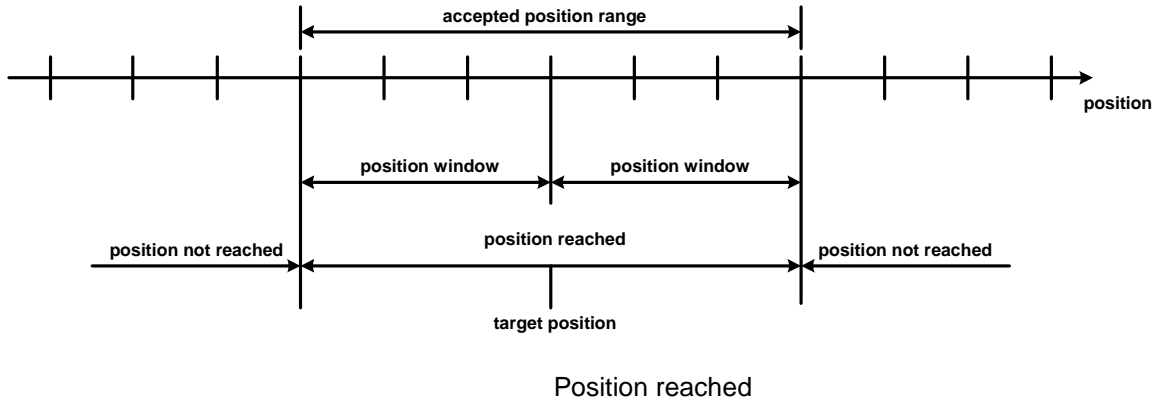 accepted position range
position
position window position window
position not reached position reached position not reached
target position
Position reached